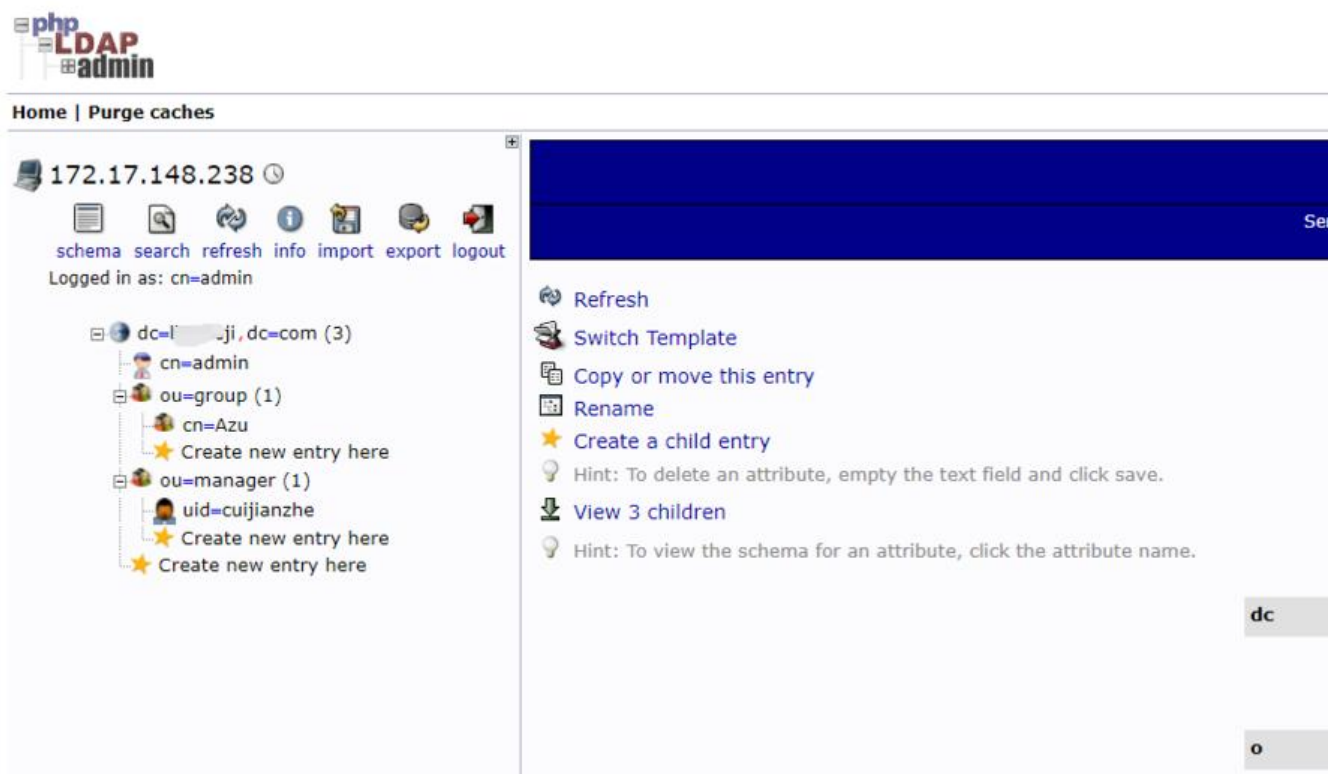 php
LDAP
admin
Home | Purge caches
172.17.148.238
schema search refresh info import export logout
Logged in as: cn=admin
dc=l ji,dc=com (3)
cn=admin
ou=group (1)
cn=Azu
Create new entry here
ou=manager (1)
uid=cuijianzhe
Create new entry here
Create new entry here
Refresh
Switch Template
Copy or move this entry
Rename
Create a child entry
Hint: To delete an attribute, empty the text field and click save.
View 3 children
Hint: To view the schema for an attribute, click the attribute name.
dc
o